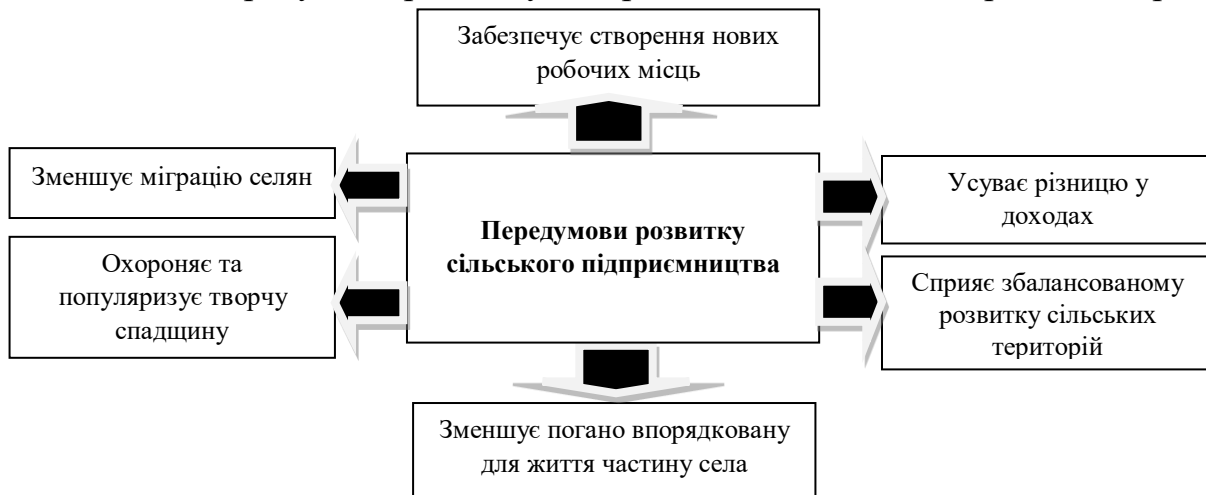 Забезпечує створення нових
робочих місць
Зменшує міграцію селян
Усуває різницю у
доходах
Передумови розвитку
сільського підприємництва
Охороняє та
популяризує творчу
спадщину
Сприяє збалансованому
розвитку сільських
територій
Зменшує погано впорядковану
для життя частину села